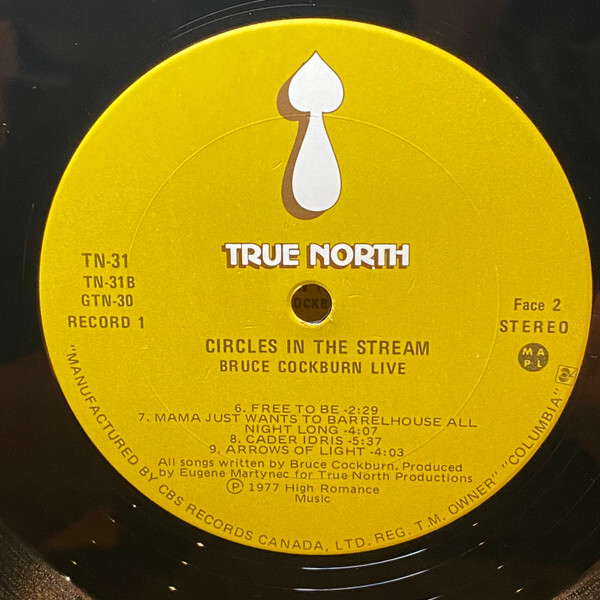 TRUE NORTH
TN-31
TN-31B
GTN-30
RECORD 1
Face 2
STEREO
M A
P L
OCKB
CIRCLES IN THE STREAM
BRUCE COCKBURN LIVE
6. FREE TO BE -2:29
7. MAMA JUST WANTS TO BARRELHOUSE ALL
NIGHT LONG -4:07
8. CADER IDRIS -5:37
9. ARROWS OF LIGHT -4:03
All songs written by Bruce Cockburn, Produced
by Eugene Martynec for True North Productions
Ⓟ 1977 High Romance
Music
"MANUFACTURED BY CBS RECORDS CANADA, LTD. REG. T.M. OWNER" "COLUMBIA"